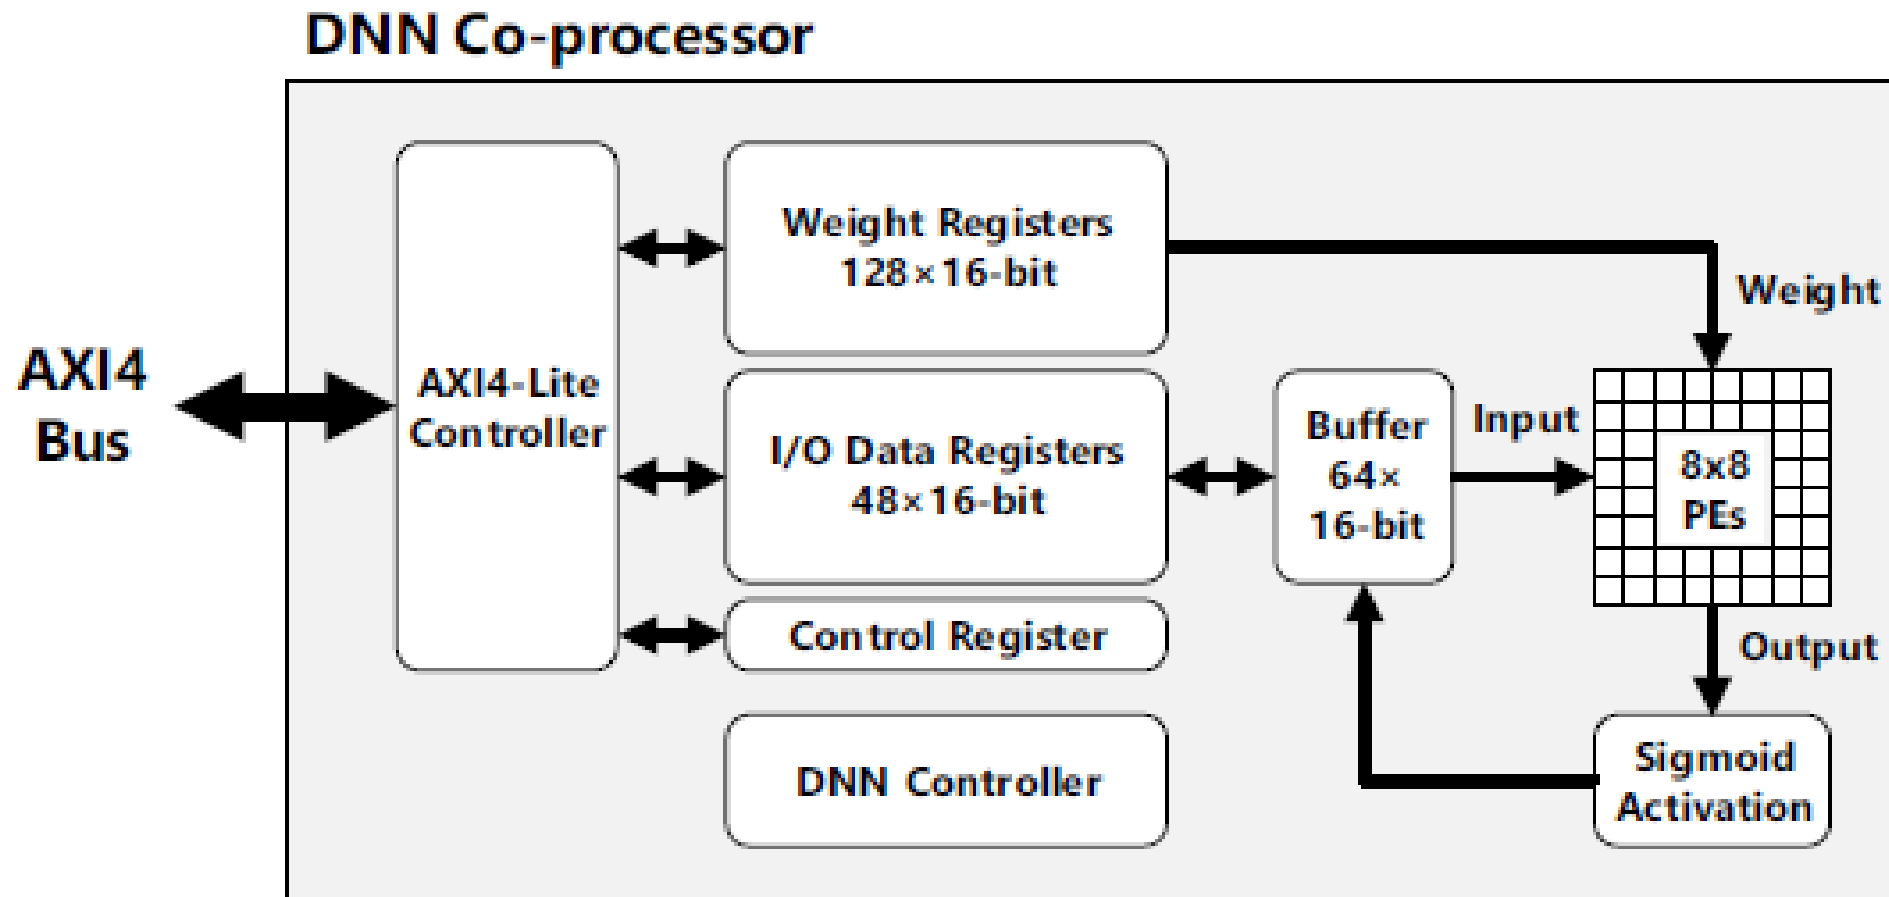 DNN Co-processor
AXI4
Bus
AXI4-Lite
Controller
Weight Registers
128×16-bit
I/O Data Registers
48×16-bit
Control Register
DNN Controller
Buffer
64×
16-bit
Input
Weight
8x8
PEs
Output
Sigmoid
Activation